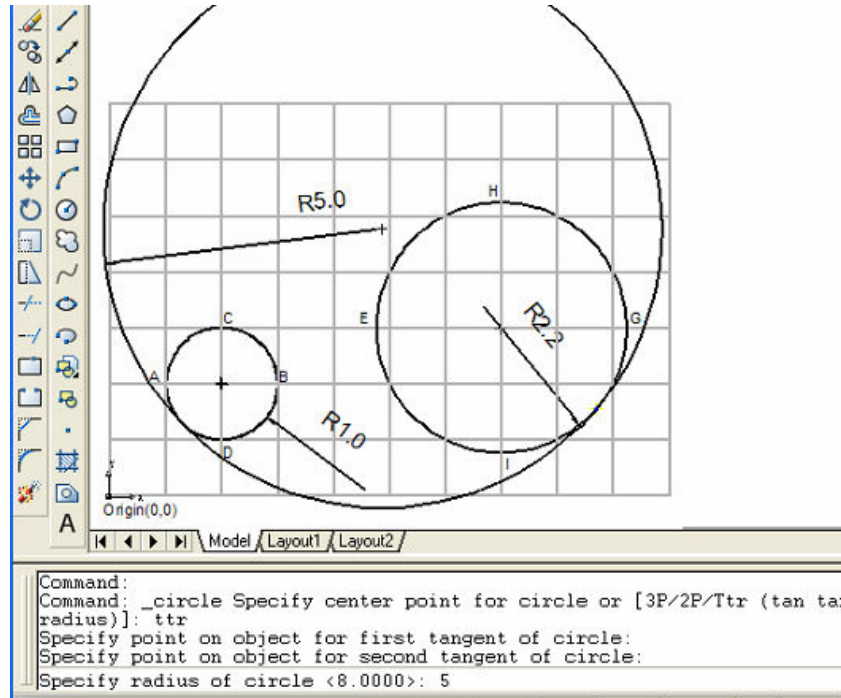 H
R5.0
C
E
R2.2
G
A
B
R1.0
D
I
Y
X
Origin(0,0)
A
Model
Layout1
Layout2
Command:
Command: _circle Specify center point for circle or [3P/2P/Ttr (tan tan
radius)]: ttr
Specify point on object for first tangent of circle:
Specify point on object for second tangent of circle:
Specify radius of circle <8.0000>: 5